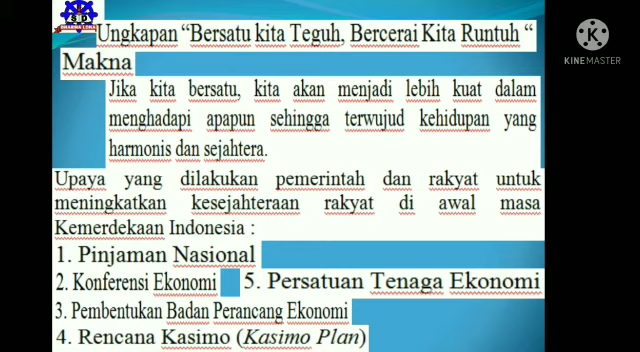 Ungkapan “Bersatu kita Teguh, Bercerai Kita Runtuh “
Makna
Jika kita bersatu, kita akan menjadi lebih kuat dalam
menghadapi apapun sehingga terwujud kehidupan yang
harmonis dan sejahtera.
Upaya yang dilakukan pemerintah dan rakyat untuk
meningkatkan kesejahteraan rakyat di awal masa
Kemerdekaan Indonesia :
1. Pinjaman Nasional
2. Konferensi Ekonomi
3. Pembentukan Badan Perancang Ekonomi
4. Rencana Kasimo (Kasimo Plan)
5. Persatuan Tenaga Ekonomi
K
KINEMASTER